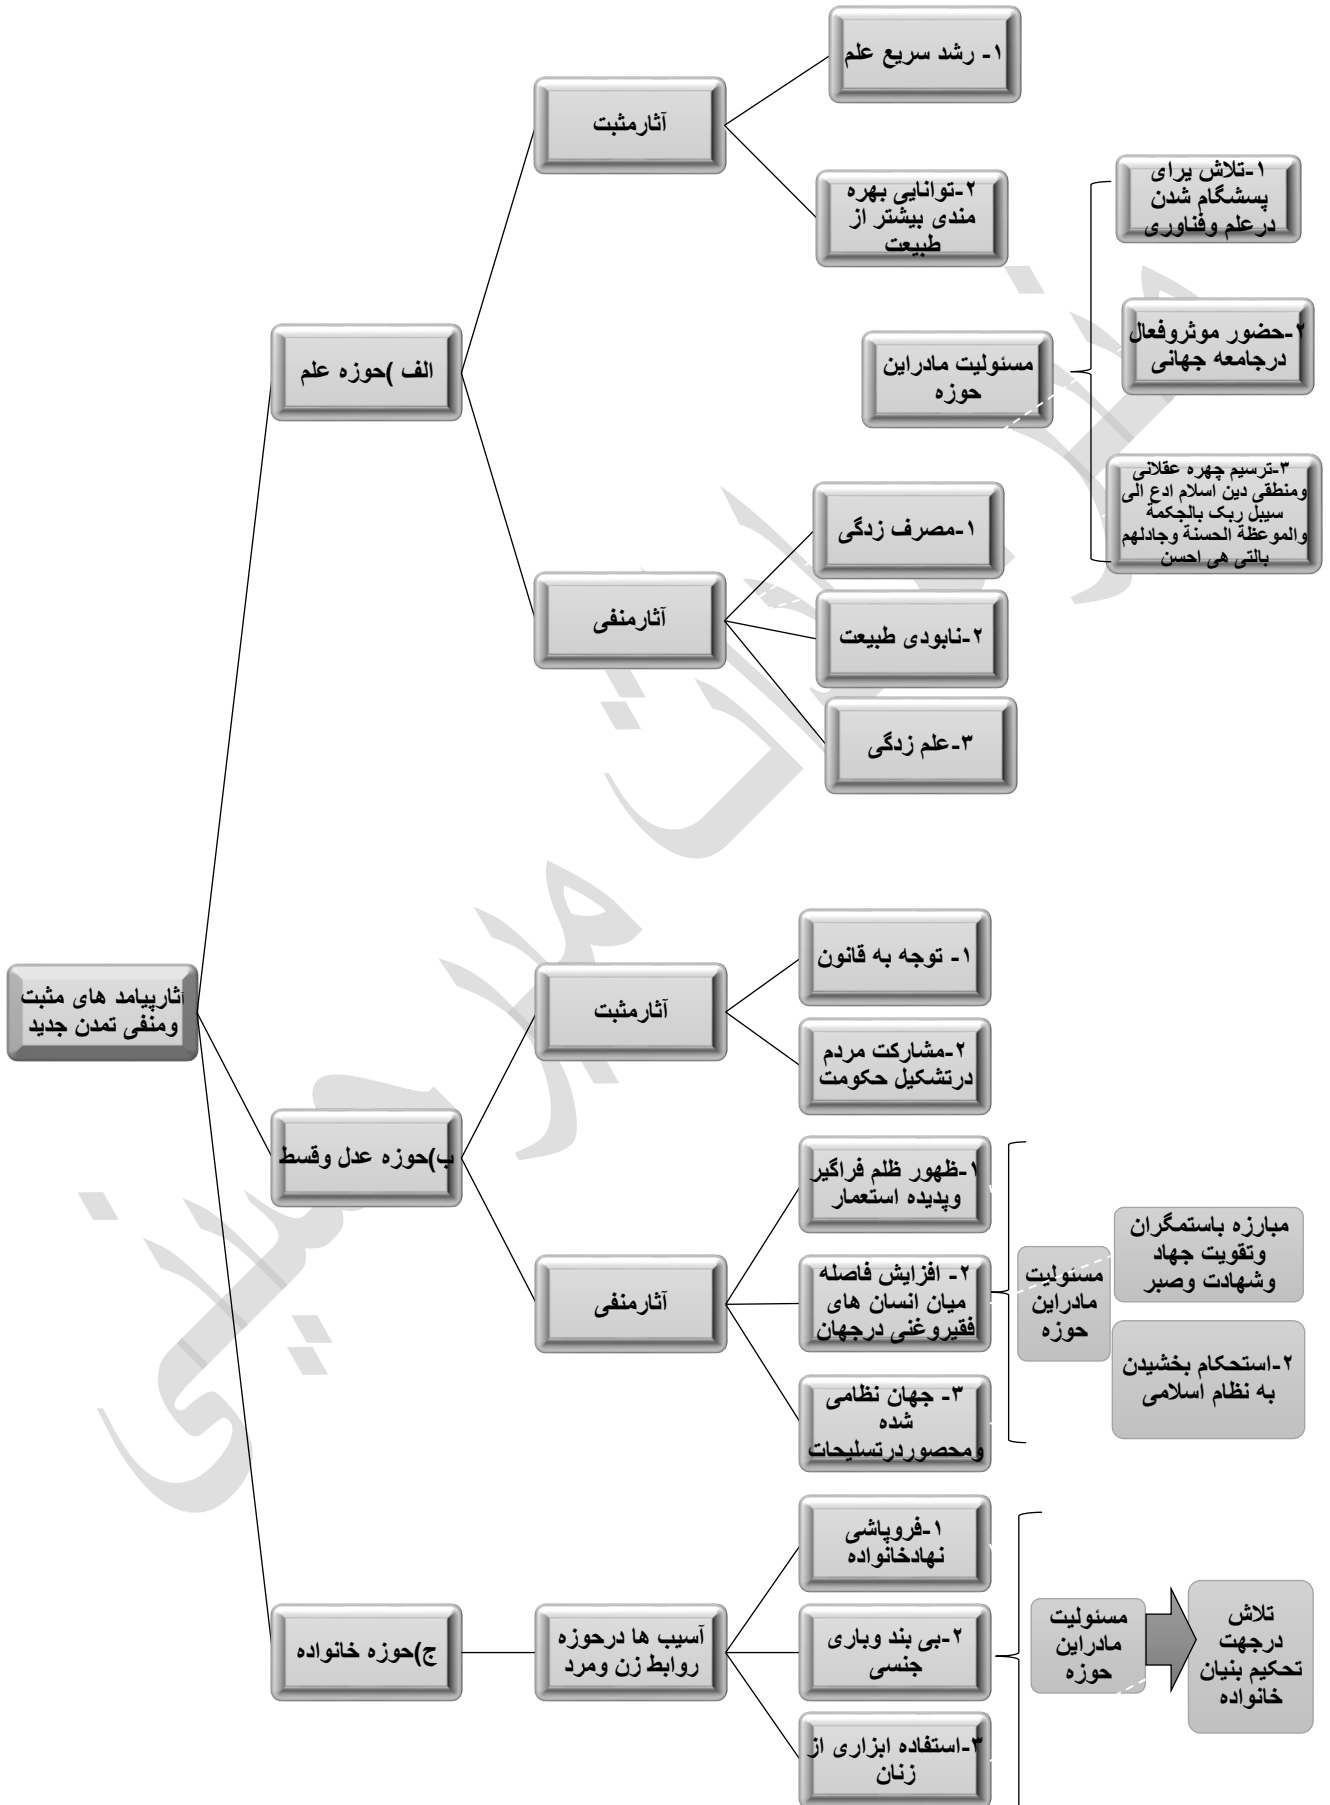 آثارپیامد های مثبت
ومنفی تمدن جدید
الف )حوزه علم
آثارمثبت
۱- رشد سریع علم
۲-توانایی بهره
مندی بیشتر از
طبیعت
مسئولیت مادراین
حوزه
۱-تلاش یرای
پسشگام شدن
درعلم وفناوری
۲-حضور موثروفعال
درجامعه جهانی
۳-ترسیم چهره عقلانی
ومنطقی دین اسلام ادع الی
سبیل ربک بالجکمة
والموعظة الحسنة وجادلهم
بالتی هی احسن
آثارمنفی
۱-مصرف زدگی
۲-نابودی طبیعت
۳-علم زدگی
ب)حوزه عدل وقسط
آثارمثبت
۱- توجه به قانون
۲-مشارکت مردم
درتشکیل حکومت
آثارمنفی
۱-ظهور ظلم فراگیر
وپدیده استعمار
۲- افزایش فاصله
میان انسان های
فقیروغنی درجهان
۳- جهان نظامی
شده
ومحصوردرتسلیحات
مسئولیت
مادراین
حوزه
مبارزه باستمگران
وتقویت جهاد
وشهادت وصبر
۲-استحکام بخشیدن
به نظام اسلامی
ج)حوزه خانواده
آسیب ها درحوزه
روابط زن ومرد
۱-فروپاشی
نهادخانواده
۲-بی بند وباری
جنسی
۳-استفاده ابزاری از
زنان
مسئولیت
مادراین
حوزه
تلاش
درجهت
تحکیم بنیان
خانواده